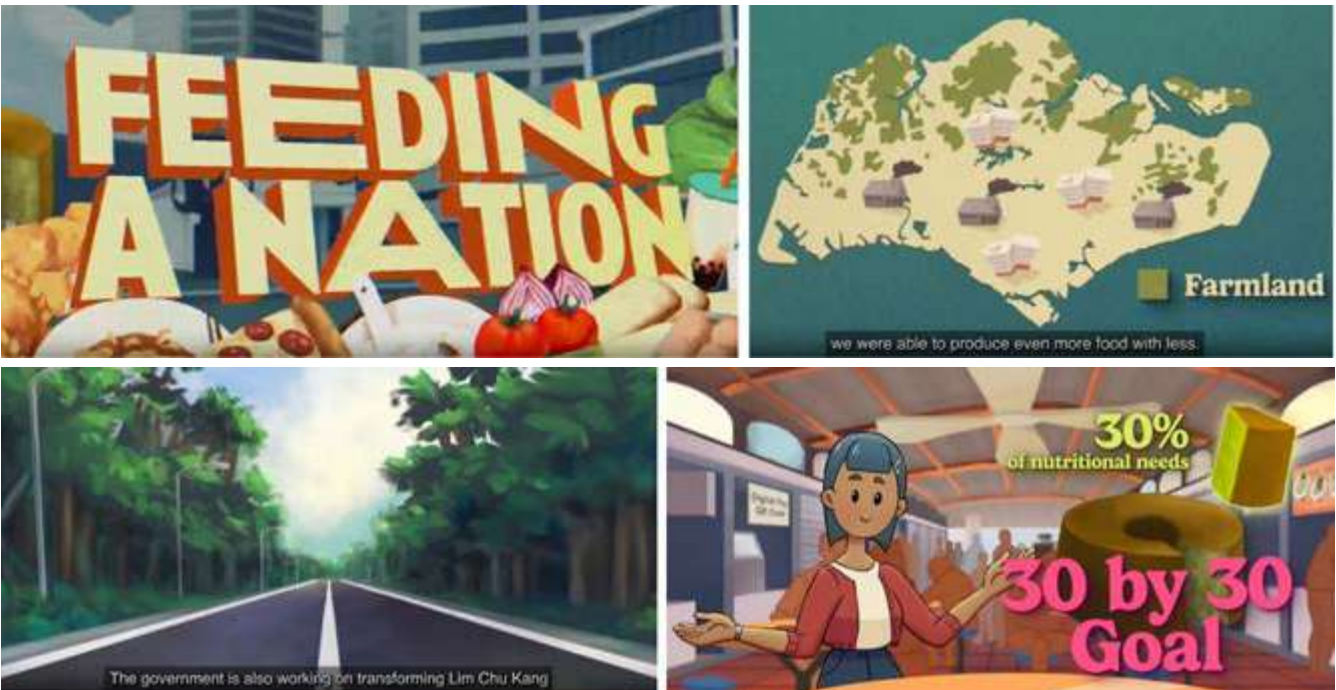 FEEDING
A NATION
Farmland
we were able to produce even more food with less.
The government is also working on transforming Lim Chu Kang
30%
of nutritional needs
30 by 30
Goal